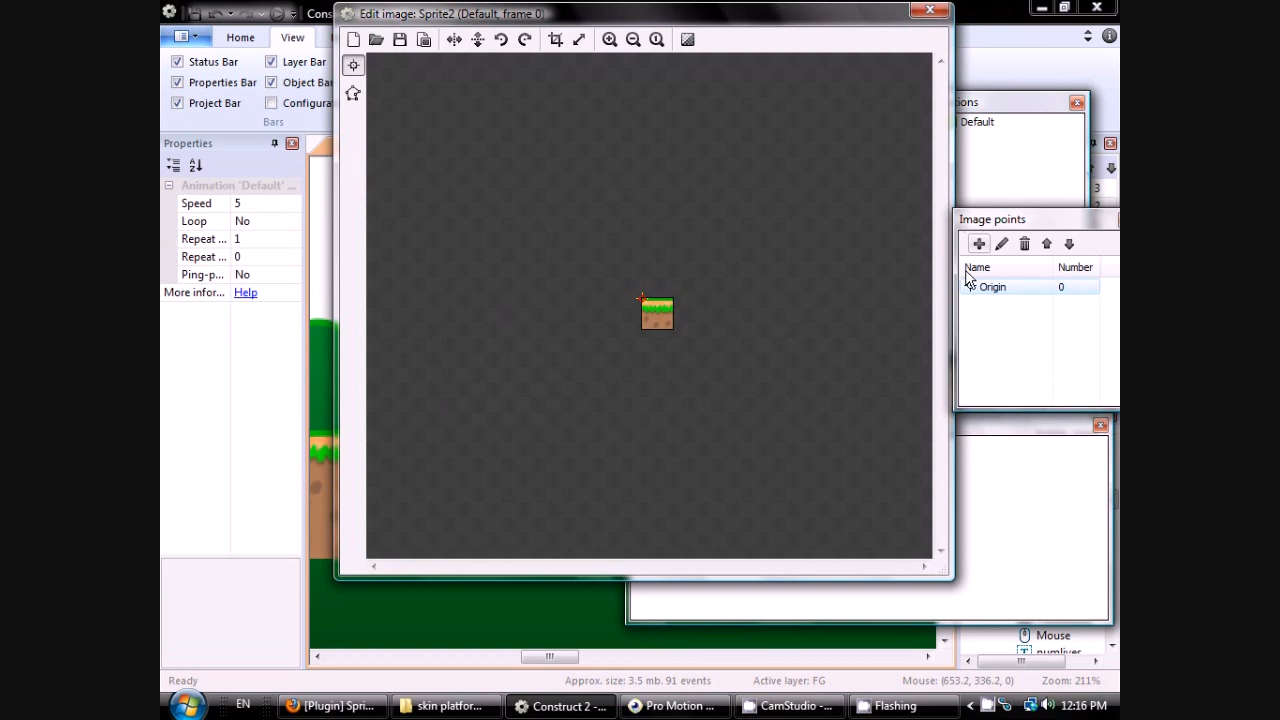 Cons
Edit image: Sprite2 (Default, frame 0)
Home
View
Status Bar
Layer Bar
Properties Bar
Object Ba
Project Bar
Configura
Bars
ions
Default
Properties
Animation 'Default' ...
Speed 5
Loop No
Repeat ... 1
Repeat ... 0
Ping-p... No
More infor... Help
3
Image points
Name Number
Origin 0
Mouse
numliver
Ready
Approx. size: 3.5 mb. 91 events
Active layer: FG
Mouse: (653.2, 336.2, 0)
Zoom: 211%
EN
[Plugin] Spri...
skin platfor...
Construct 2 -...
Pro Motion ...
CamStudio -...
Flashing
12:16 PM